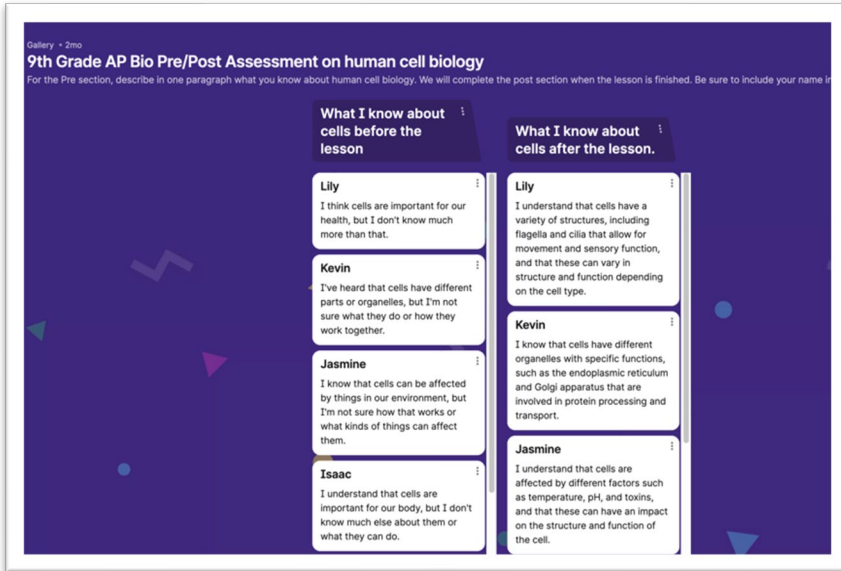 Gallery • 2mo
9th Grade AP Bio Pre/Post Assessment on human cell biology
For the Pre section, describe in one paragraph what you know about human cell biology. We will complete the post section when the lesson is finished. Be sure to include your name
What I know about
cells before the
lesson
Lily
I think cells are important for our
health, but I don't know much
more than that.
Kevin
I've heard that cells have different
parts or organelles, but I'm not
sure what they do or how they
work together.
Jasmine
I know that cells can be affected
by things in our environment, but
I'm not sure how that works or
what kinds of things can affect
them.
Isaac
I understand that cells are
important for our body, but I don't
know much else about them or
what they can do.
What I know about
cells after the lesson.
Lily
I understand that cells have a
variety of structures, including
flagella and cilia that allow for
movement and sensory function,
and that these can vary in
structure and function depending
on the cell type.
Kevin
I know that cells have different
organelles with specific functions,
such as the endoplasmic reticulum
and Golgi apparatus that are
involved in protein processing and
transport.
Jasmine
I understand that cells are
affected by different factors such
as temperature, pH, and toxins,
and that these can have an impact
on the structure and function of
the cell.